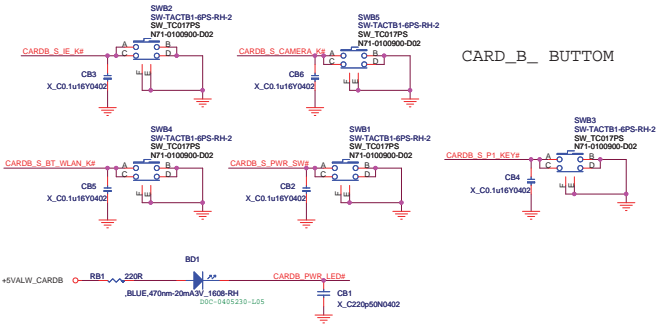 SWB2
SW-TACTB1-6PS-RH-2
SW_TC017PS
N71-0100900-D02
CARDB_S_IE_K#
A B
C D
F E
CB3
X_C0.1u16Y0402
SWB5
SW-TACTB1-6PS-RH-2
SW_TC017PS
N71-0100900-D02
CARDB_S_CAMERA_K#
A B
C D
F E
CB6
X_C0.1u16Y0402
CARD_B_ BUTTOM
SWB4
SW-TACTB1-6PS-RH-2
SW_TC017PS
N71-0100900-D02
CARDB_S_BT_WLAN_K#
A B
C D
F E
CB5
X_C0.1u16Y0402
SWB1
SW-TACTB1-6PS-RH-2
SW_TC017PS
N71-0100900-D02
CARDB_S_PWR_SW#
A B
C D
F E
CB2
X_C0.1u16Y0402
SWB3
SW-TACTB1-6PS-RH-2
SW_TC017PS
N71-0100900-D02
CARDB_S_P1_KEY#
A B
C D
F E
CB4
X_C0.1u16Y0402
BD1
+5VALW_CARDB
RB1 220R
CARDB_PWR_LED#
,BLUE,470nm-20mA3V_1608-RH
D0C-0405230-L05
CB1
X_C220p50N0402